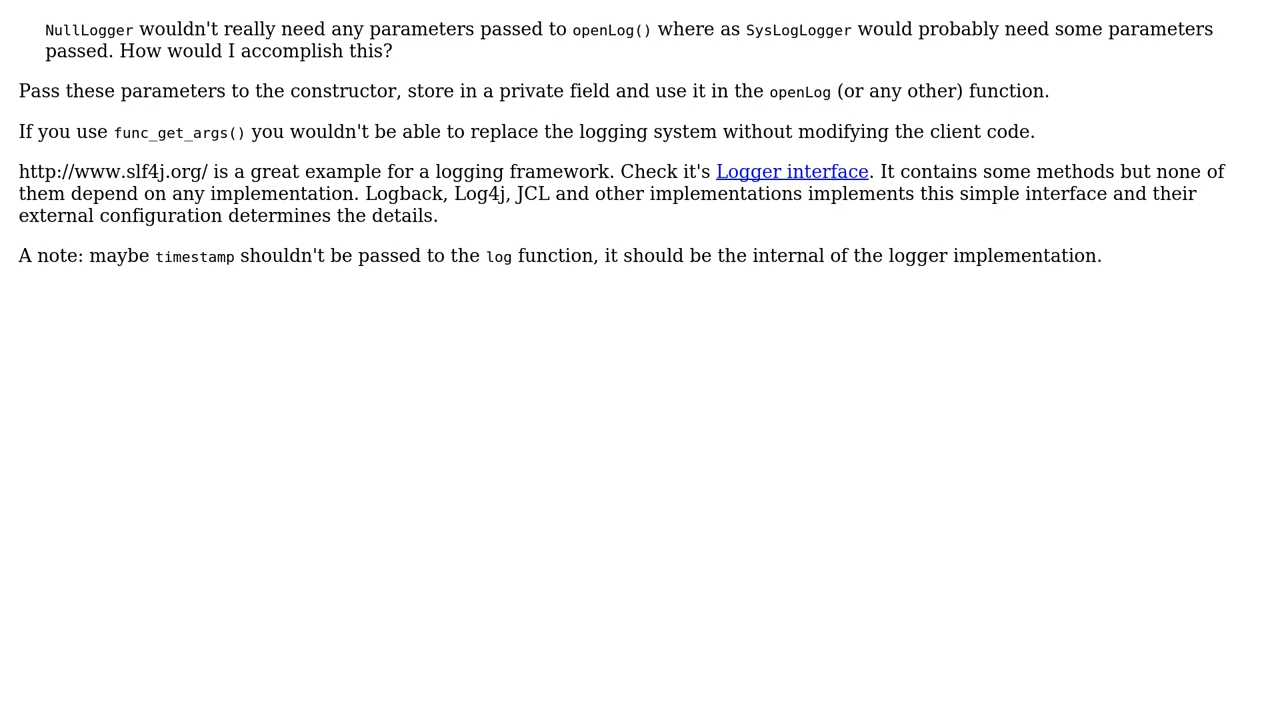 NullLogger wouldn't really need any parameters passed to openLog() where as SysLogLogger would probably need some parameters
passed. How would I accomplish this?
Pass these parameters to the constructor, store in a private field and use it in the openLog (or any other) function.
If you use func_get_args() you wouldn't be able to replace the logging system without modifying the client code.
http://www.slf4j.org/ is a great example for a logging framework. Check it's Logger interface. It contains some methods but none of
them depend on any implementation. Logback, Log4j, JCL and other implementations implements this simple interface and their
external configuration determines the details.
A note: maybe timestamp shouldn't be passed to the log function, it should be the internal of the logger implementation.